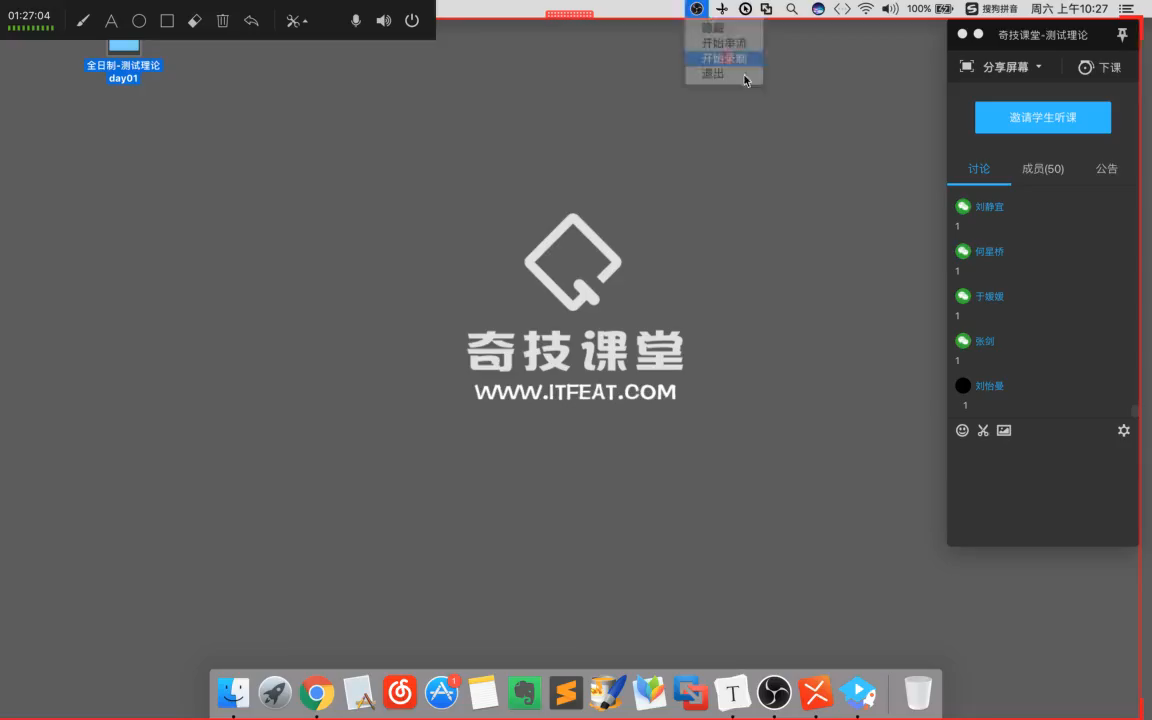 01:27:04
100%
搜狗拼音
周六 上午10:27
隐藏
开始串流
开始录制
退出
全日制-测试理论
day01
奇技课堂-测试理论
分享屏幕
下课
邀请学生听课
讨论
成员(50)
公告
刘静宜
1
何星桥
1
于媛媛
1
张剑
1
刘怡曼
1
奇技课堂
WWW.ITFEAT.COM
1
T